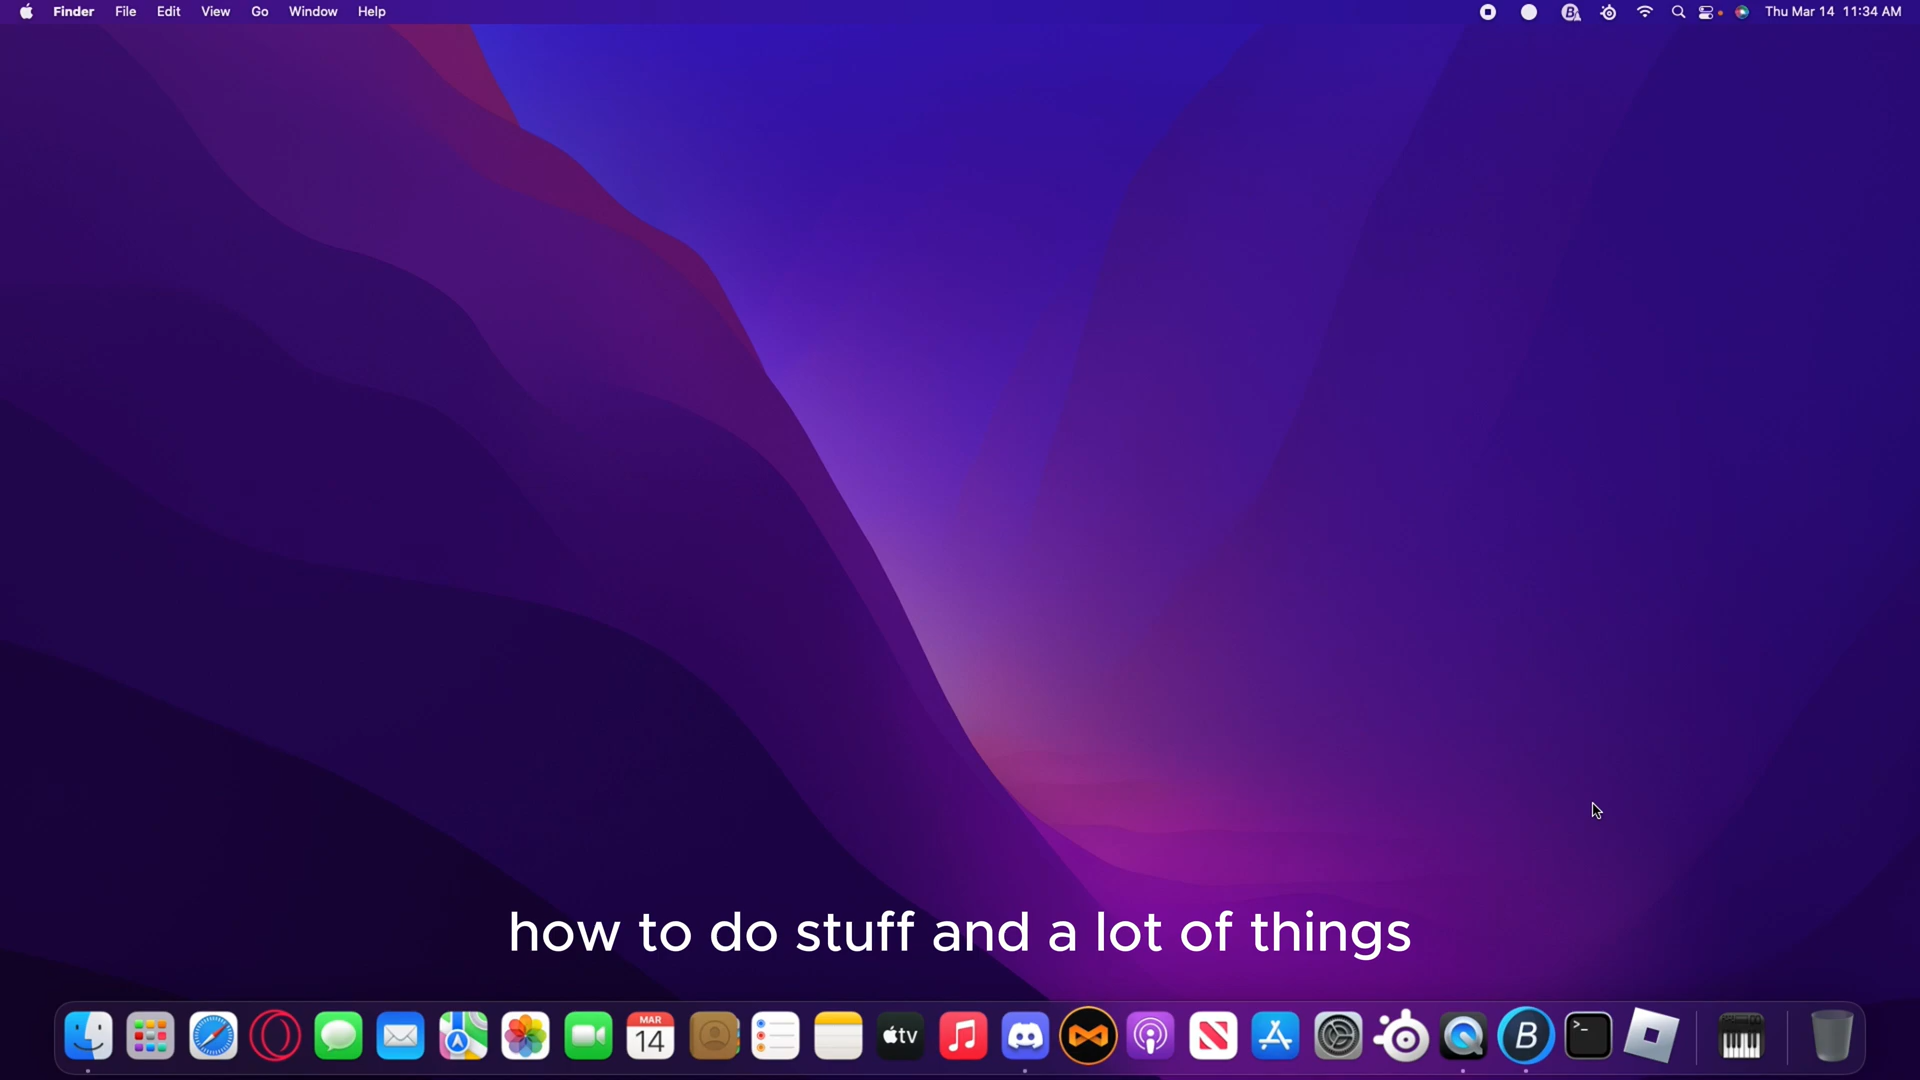 Finder File Edit View Go Window Help Thu Mar 14 11:34 AM
how to do stuff and a lot of things
MAR
14
tv